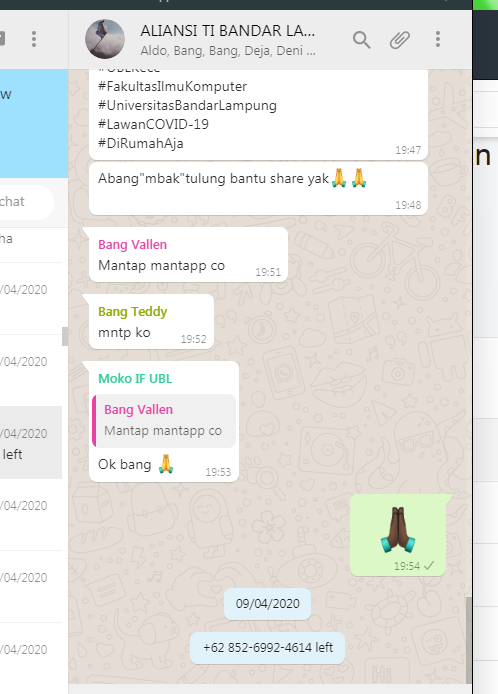 ALIANSI TI BANDAR LA...
Aldo, Bang, Bang, Deja, Deni ...
w
chat
ha
/04/2020
/04/2020
/04/2020
left
/04/2020
/04/2020
/04/2020
#FakultasIlmuKomputer
#UniversitasBandarLampung
#LawanCOVID-19
#DiRumahAja
19:47
Abang"mbak"tulung bantu share yak🙏🙏
19:48
Bang Vallen
Mantap mantapp co
19:51
Bang Teddy
mntp ko
19:52
Moko IF UBL
Bang Vallen
Mantap mantapp co
Ok bang 🙏
19:53
🙏🏿
19:54
09/04/2020
+62 852-6992-4614 left
n